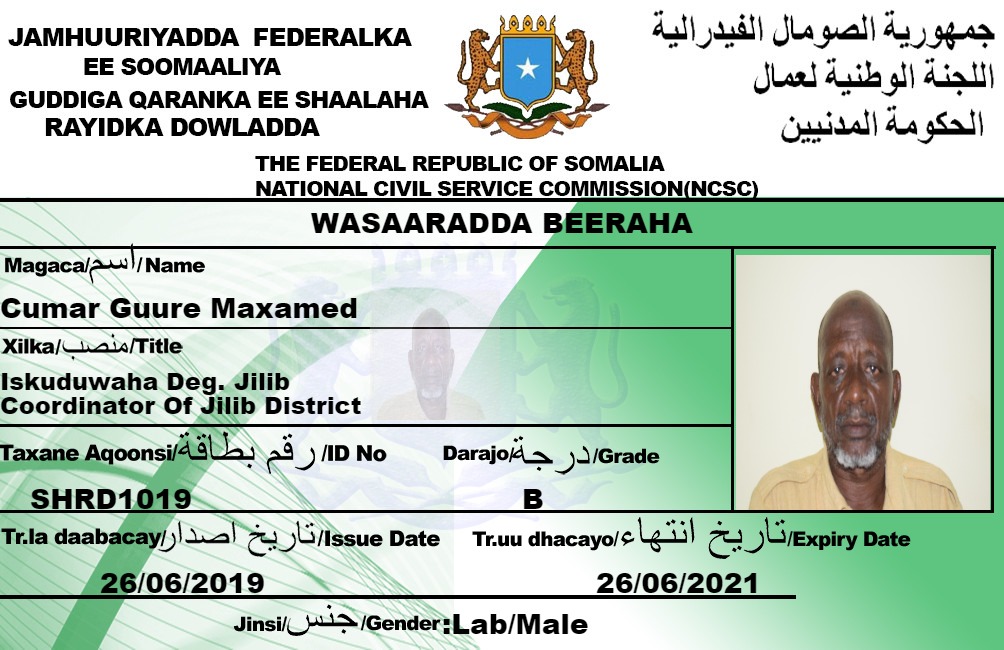 JAMHUURIYADDA FEDERALKA
EE SOOMAALIYA
GUDDIGA QARANKA EE SHAALAHA
RAYIDKA DOWLADDA
جمهورية الصومال الفيدرالية
اللجنة الوطنية لعمال
الحكومة المدنيين
THE FEDERAL REPUBLIC OF SOMALIA
NATIONAL CIVIL SERVICE COMMISSION(NCSC)
WASAARADDA BEERAHA
Magaca/اسم/Name
Cumar Guure Maxamed
Xilka/منصب/Title
Iskuduwaha Deg. Jilib
Coordinator Of Jilib District
Taxane Aqoonsi/رقم بطاقة/ID No Darajo/درجة/Grade
SHRD1019 B
Tr.la daabacay/تاريخ اصدار/Issue Date Tr.uu dhacayo/تاريخ انتهاء/Expiry Date
26/06/2019 26/06/2021
Jinsi/جنس/Gender:Lab/Male